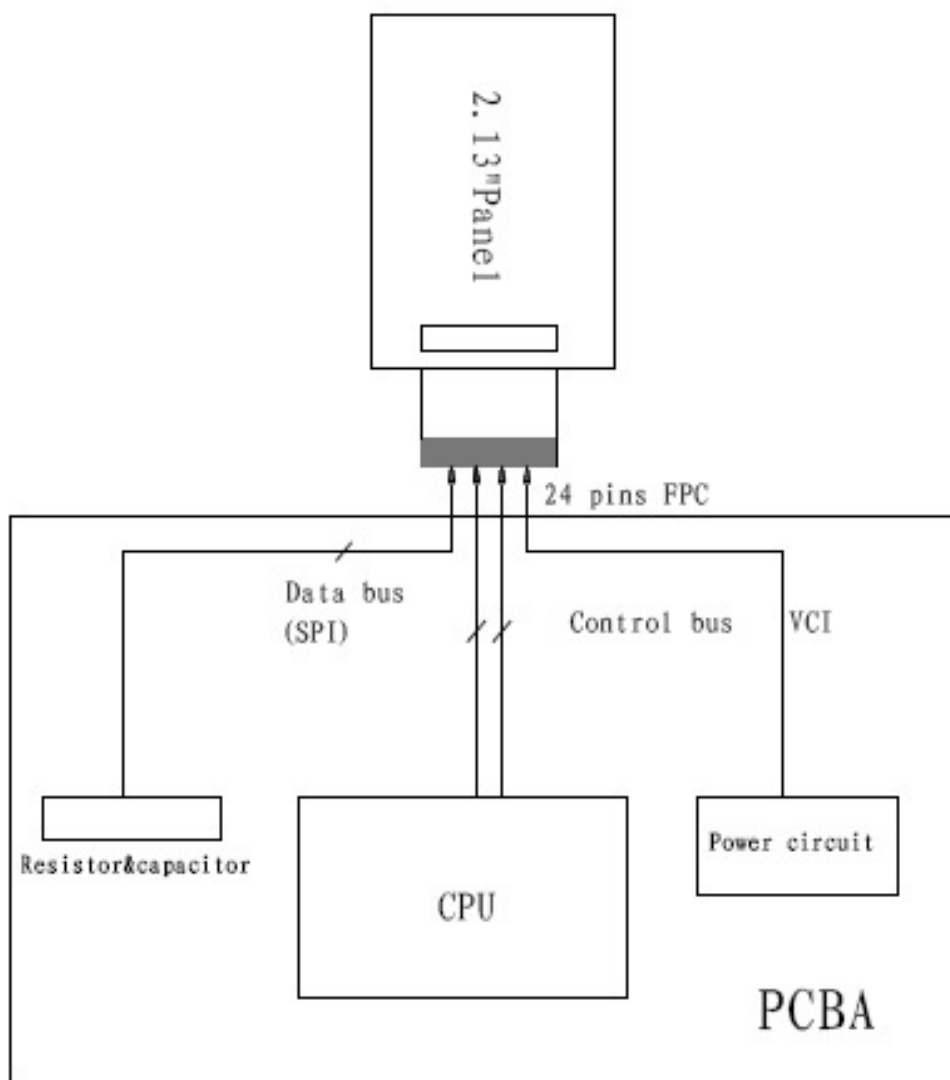 2.13"Panel
24 pins FPC
Data bus
(SPI)
Control bus
VCI
Resistor&capacitor
CPU
Power circuit
PCBA